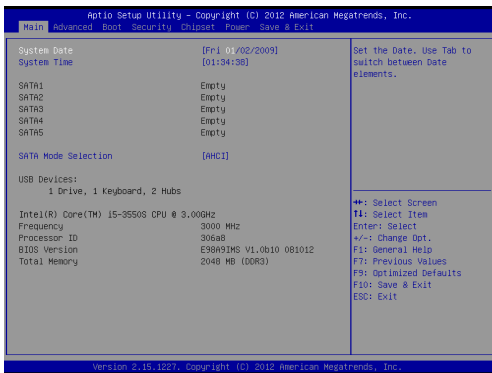 Aptio Setup Utility – Copyright (C) 2012 American Megatrends, Inc.
Main Advanced Boot Security Chipset Power Save & Exit
System Date [Fri 01/02/2009]
System Time [01:34:38]
SATA1 Empty
SATA2 Empty
SATA3 Empty
SATA4 Empty
SATA5 Empty
SATA Mode Selection [AHCI]
USB Devices:
1 Drive, 1 Keyboard, 2 Hubs
Intel(R) Core(TM) i5-3550S CPU @ 3.00GHz
Frequency 3000 MHz
Processor ID 306a8
BIOS Version E98A9IMS V1.0b10 081012
Total Memory 2048 MB (DDR3)
Set the Date. Use Tab to
switch between Date
elements.
→←: Select Screen
↑↓: Select Item
Enter: Select
+/-: Change Opt.
F1: General Help
F7: Previous Values
F9: Optimized Defaults
F10: Save & Exit
ESC: Exit
Version 2.15.1227. Copyright (C) 2012 American Megatrends, Inc.